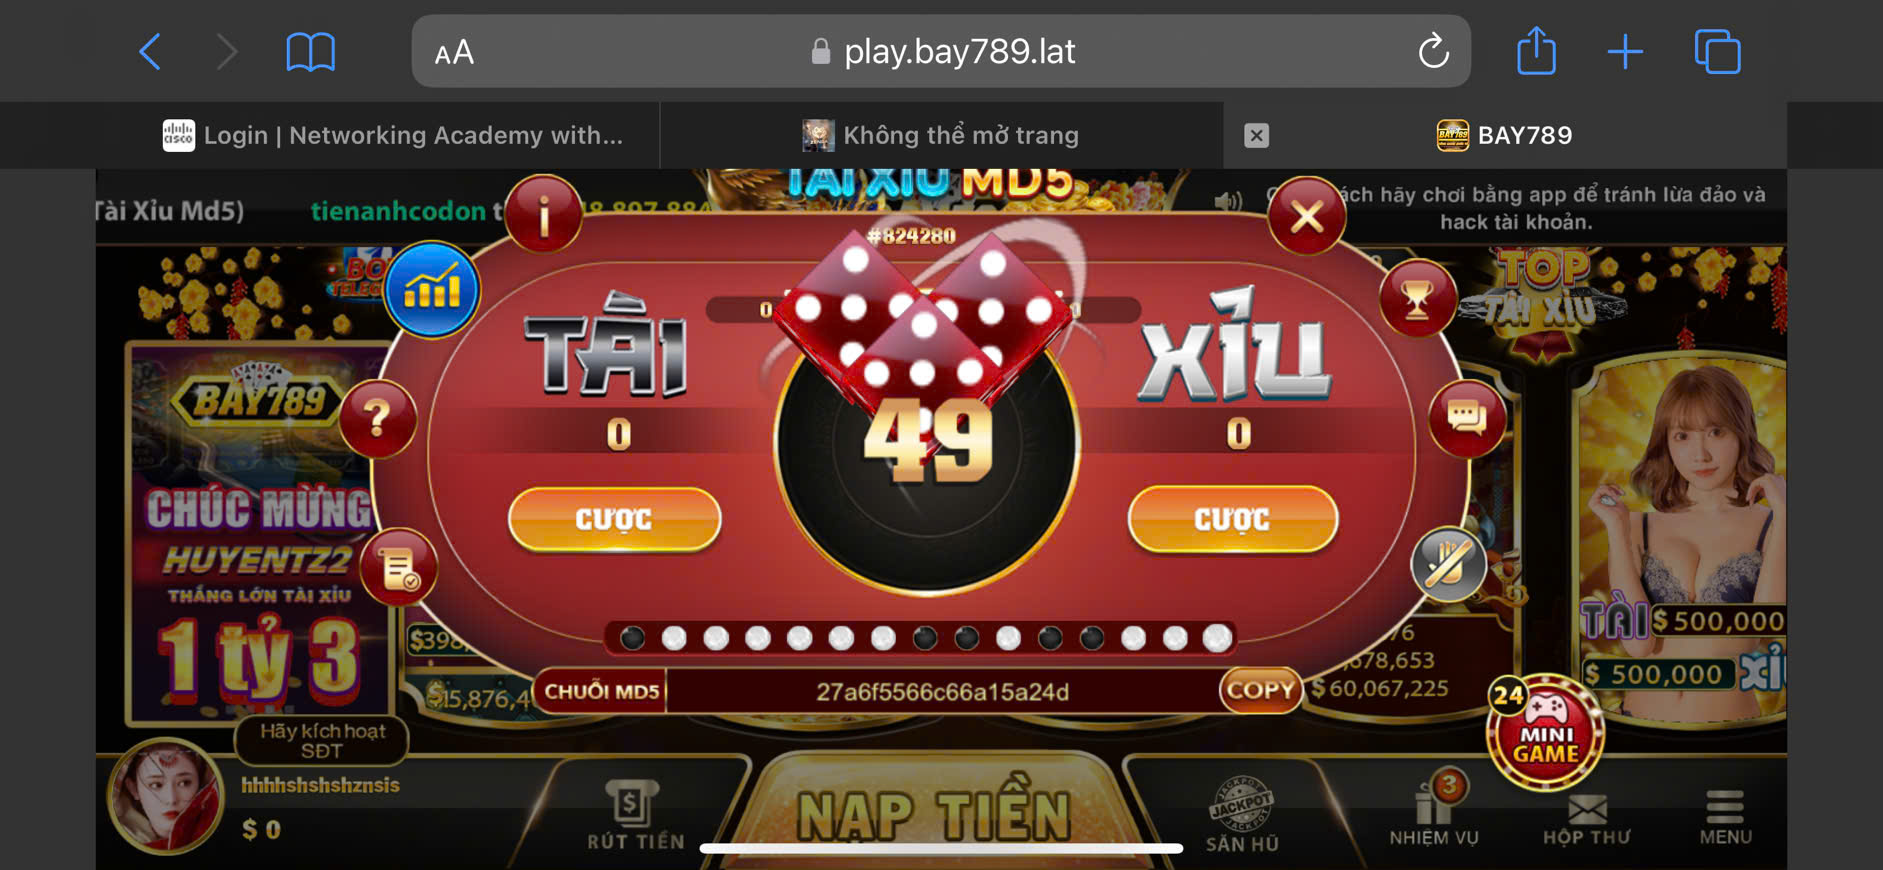 AA
play.bay789.lat
Login | Networking Academy with...
Không thể mở trang
BAY789
TÀI XỈU MD5
Tài Xỉu Md5)
tienanhcodon
#824280
ách hãy chơi bằng app để tránh lừa đảo và
hack tài khoản.
TOP
TÀI XỈU
TÀI
XỈU
0
0
0
49
CƯỢC
CƯỢC
BAY789
CHÚC MỪNG
HUYENTZ2
THẮNG LỚN TÀI XỈU
1 tỷ 3
CHUỖI MD5
27a6f5566c66a15a24d
COPY
$ 60,067,225
TÀI
$ 500,000
$ 500,000
24
MINI
GAME
Hãy kích hoạt
SĐT
hhhhshshshznsis
$ 0
RÚT TIỀN
NẠP TIỀN
JACKPOT
SĂN HŨ
3
NHIỆM VỤ
HỘP THƯ
MENU